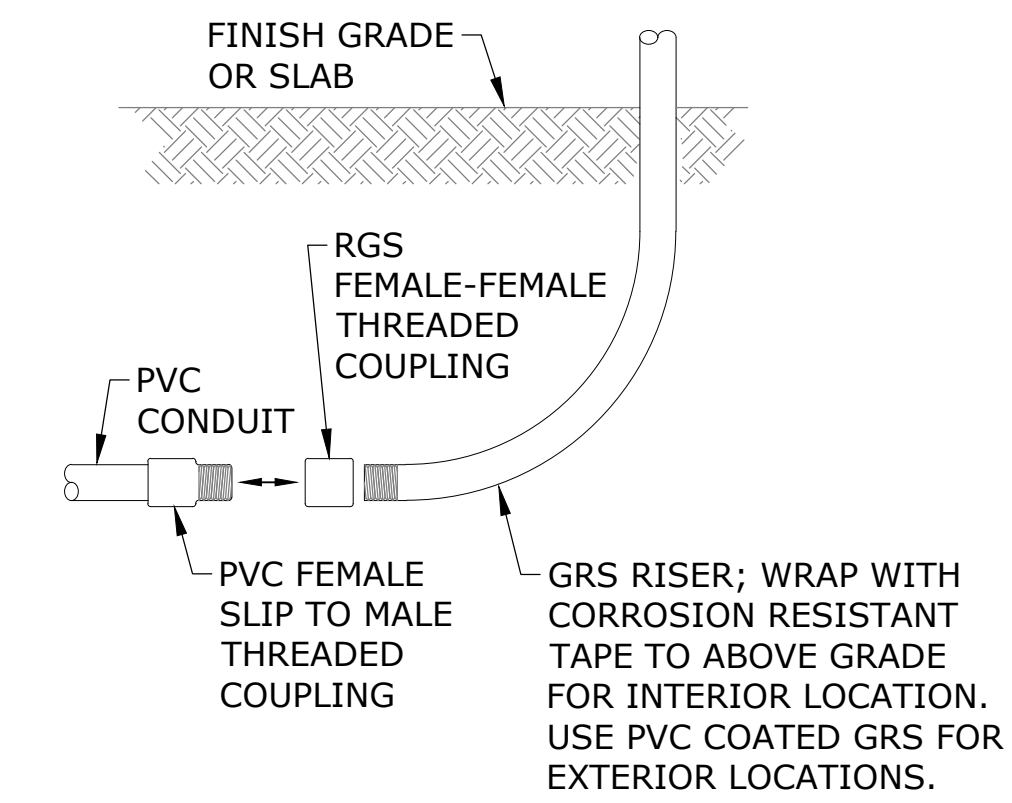 FINISH GRADE
OR SLAB
RGS
FEMALE-FEMALE
THREADED
COUPLING
PVC
CONDUIT
PVC FEMALE
SLIP TO MALE
THREADED
COUPLING
GRS RISER; WRAP WITH
CORROSION RESISTANT
TAPE TO ABOVE GRADE
FOR INTERIOR LOCATION.
USE PVC COATED GRS FOR
EXTERIOR LOCATIONS.